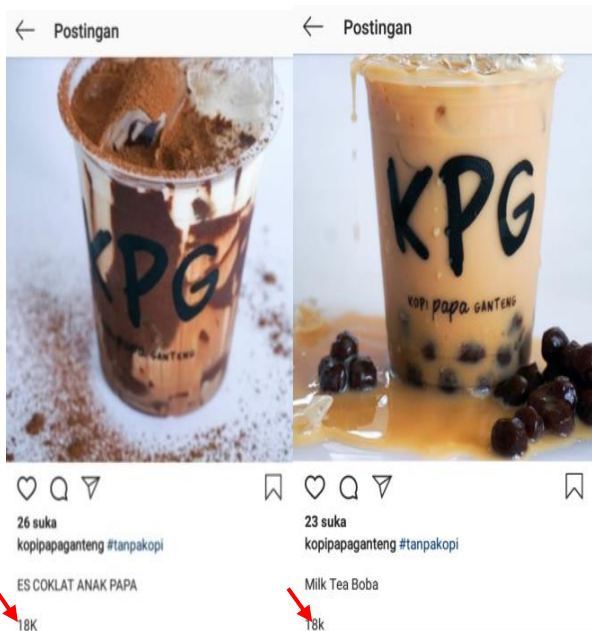 Postingan
KPG
KOPI papa GANTENG
26 suka
kopipapaganteng #tanpakopi
ES COKLAT ANAK PAPA
18K
Postingan
KPG
KOPI papa GANTENG
23 suka
kopipapaganteng #tanpakopi
Milk Tea Boba
18k